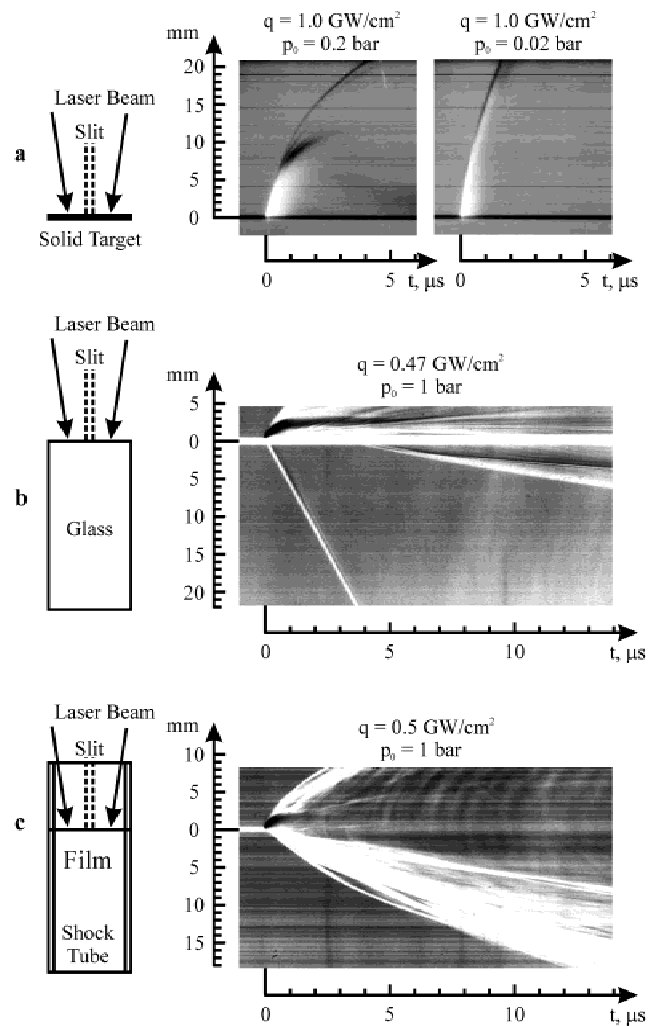 q = 1.0 GW/cm²
p₀ = 0.2 bar
q = 1.0 GW/cm²
p₀ = 0.02 bar
mm
20
15
10
5
0
Laser Beam
Slit
a
Solid Target
0 5 t, μs
0 5 t, μs
Laser Beam
Slit
q = 0.47 GW/cm²
p₀ = 1 bar
mm
5
0
5
10
15
20
b
Glass
0 5 10 t, μs
Laser Beam
Slit
q = 0.5 GW/cm²
p₀ = 1 bar
mm
10
5
0
5
10
15
c
Film
Shock
Tube
0 5 10 t, μs